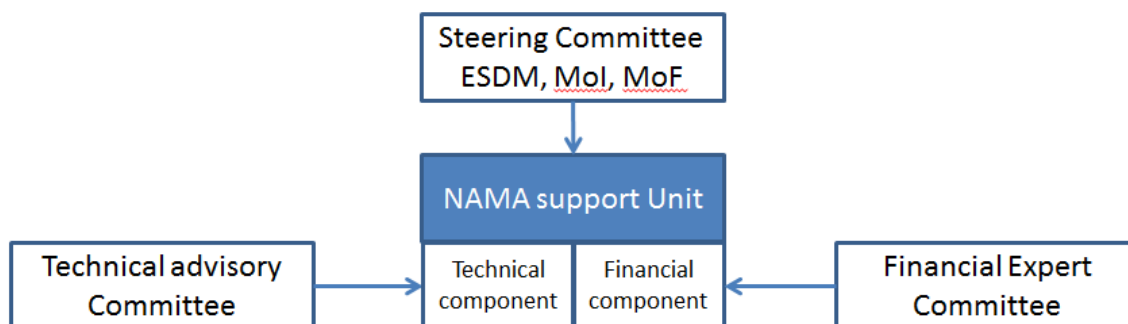 Steering Committee
ESDM, MoI, MoF
NAMA support Unit
Technical advisory
Committee
Technical
component
Financial
component
Financial Expert
Committee